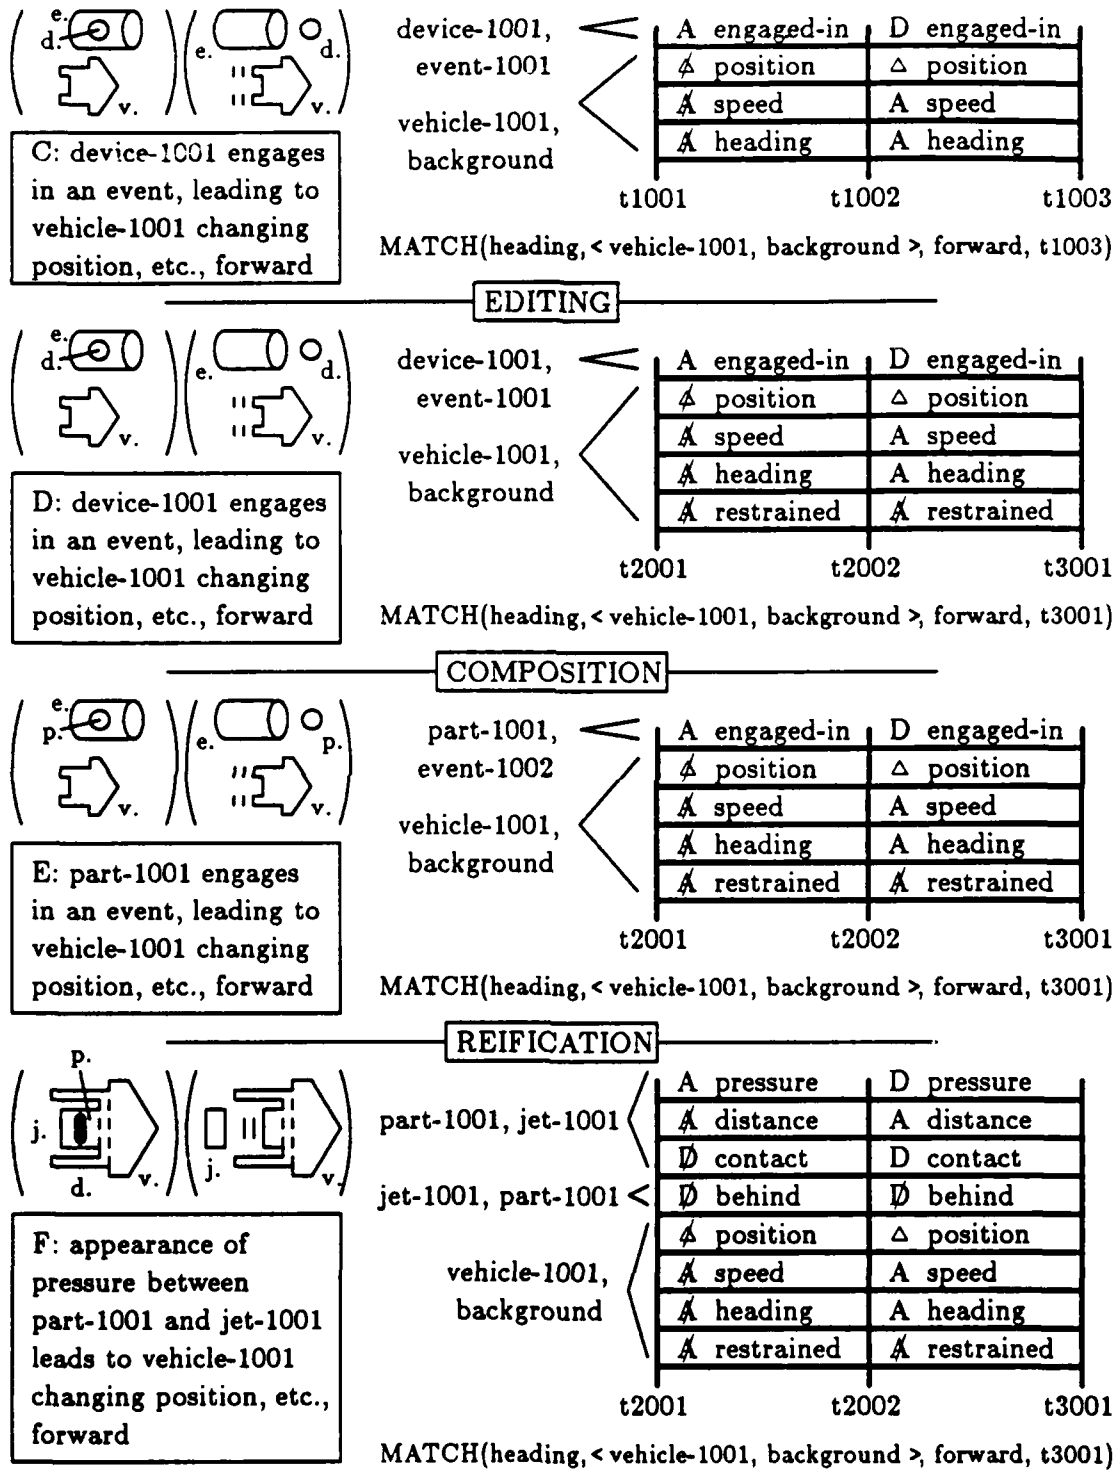 e.
d.
v.
e.
d.
v.
C: device-1001 engages
in an event, leading to
vehicle-1001 changing
position, etc., forward
device-1001,
event-1001
vehicle-1001,
background
A engaged-in D engaged-in
△̸ position △ position
A̸ speed A speed
A̸ heading A heading
t1001 t1002 t1003
MATCH(heading, < vehicle-1001, background >, forward, t1003)
EDITING
e.
d.
v.
e.
d.
v.
D: device-1001 engages
in an event, leading to
vehicle-1001 changing
position, etc., forward
device-1001,
event-1001
vehicle-1001,
background
A engaged-in D engaged-in
△̸ position △ position
A̸ speed A speed
A̸ heading A heading
A̸ restrained A̸ restrained
t2001 t2002 t3001
MATCH(heading, < vehicle-1001, background >, forward, t3001)
COMPOSITION
e.
p.
v.
e.
p.
v.
E: part-1001 engages
in an event, leading to
vehicle-1001 changing
position, etc., forward
part-1001,
event-1002
vehicle-1001,
background
A engaged-in D engaged-in
△̸ position △ position
A̸ speed A speed
A̸ heading A heading
A̸ restrained A̸ restrained
t2001 t2002 t3001
MATCH(heading, < vehicle-1001, background >, forward, t3001)
REIFICATION
p.
j.
d.
v.
j.
v.
F: appearance of
pressure between
part-1001 and jet-1001
leads to vehicle-1001
changing position, etc.,
forward
part-1001, jet-1001
jet-1001, part-1001
vehicle-1001,
background
A pressure D pressure
A̸ distance A distance
D̸ contact D contact
D̸ behind D̸ behind
△̸ position △ position
A̸ speed A speed
A̸ heading A heading
A̸ restrained A̸ restrained
t2001 t2002 t3001
MATCH(heading, < vehicle-1001, background >, forward, t3001)